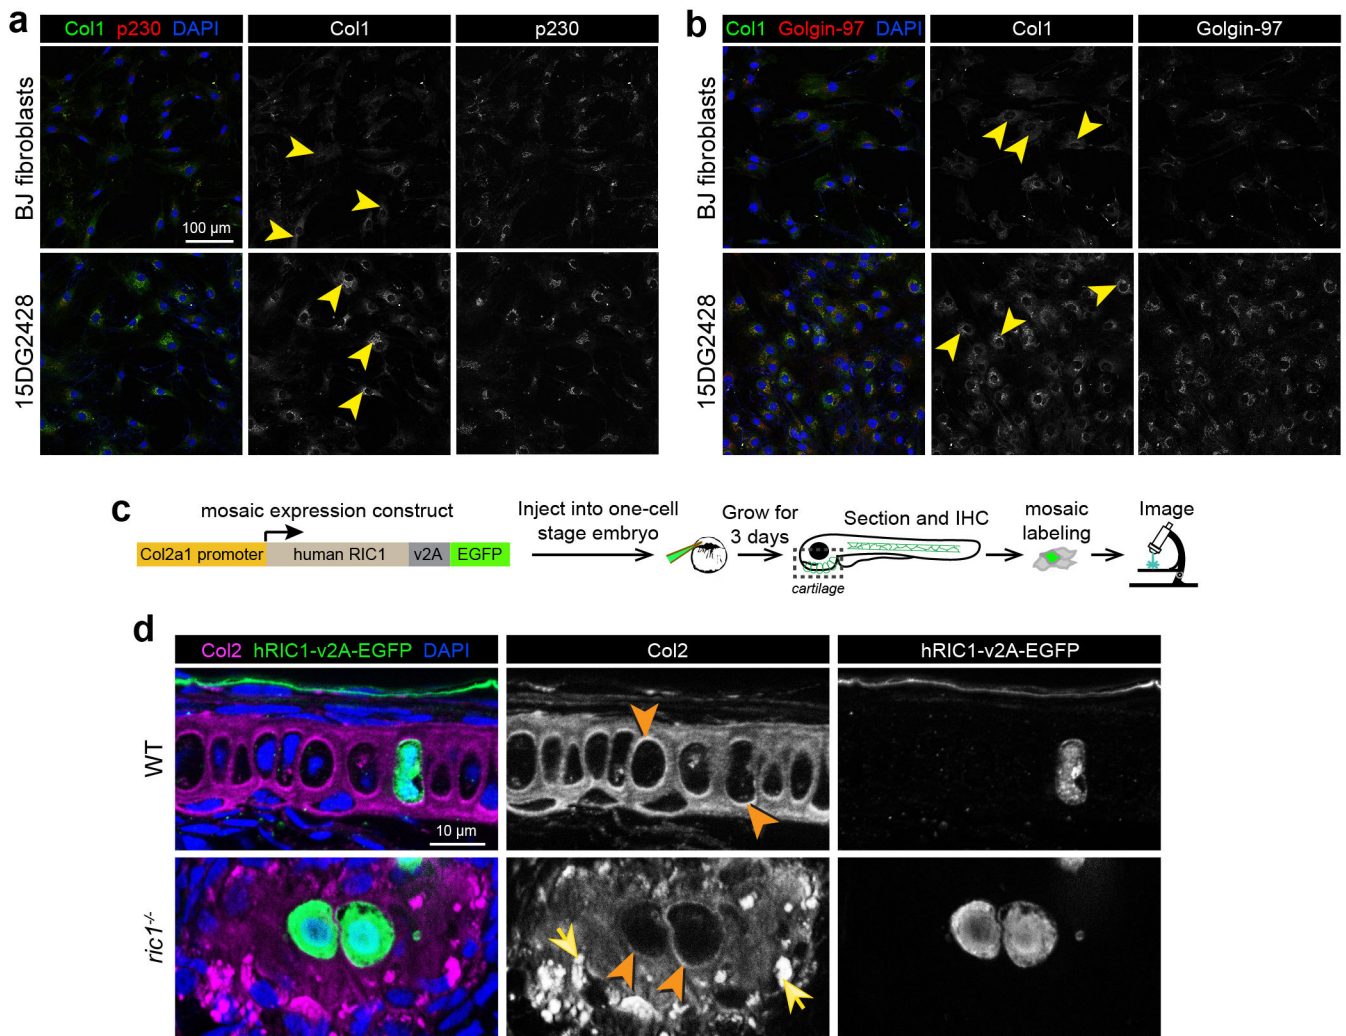 a
Col1 p230 DAPI
Col1
p230
BJ fibroblasts
100 µm
15DG2428
b
Col1 Golgin-97 DAPI
Col1
Golgin-97
BJ fibroblasts
15DG2428
c
mosaic expression construct
Col2a1 promoter
human RIC1
v2A
EGFP
Inject into one-cell
stage embryo
Grow for
3 days
Section and IHC
cartilage
mosaic
labeling
Image
d
Col2 hRIC1-v2A-EGFP DAPI
Col2
hRIC1-v2A-EGFP
WT
10 µm
ric1-/-